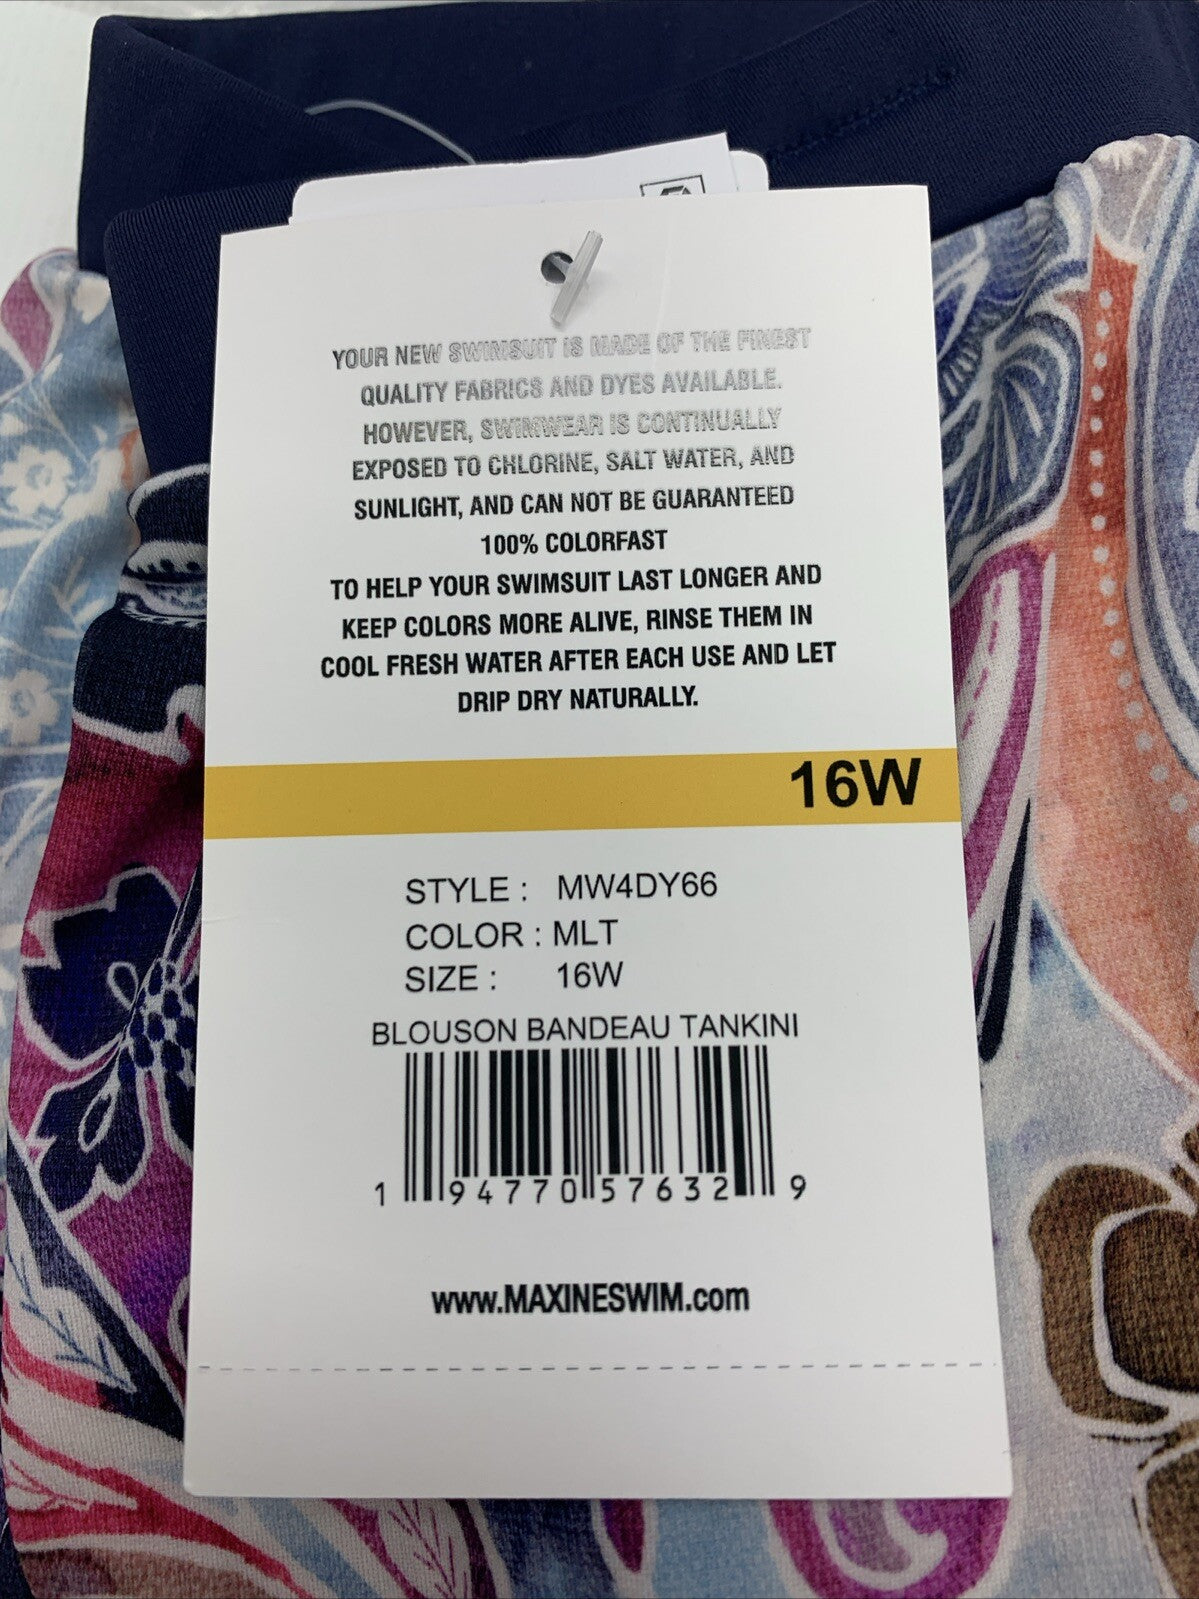 YOUR NEW SWIMSUIT IS MADE OF THE FINEST
QUALITY FABRICS AND DYES AVAILABLE.
HOWEVER, SWIMWEAR IS CONTINUALLY
EXPOSED TO CHLORINE, SALT WATER, AND
SUNLIGHT, AND CAN NOT BE GUARANTEED
100% COLORFAST
TO HELP YOUR SWIMSUIT LAST LONGER AND
KEEP COLORS MORE ALIVE, RINSE THEM IN
COOL FRESH WATER AFTER EACH USE AND LET
DRIP DRY NATURALLY.
16W
STYLE : MW4DY66
COLOR : MLT
SIZE : 16W
BLOUSON BANDEAU TANKINI
1 94770 57632 9
www.MAXINESWIM.com